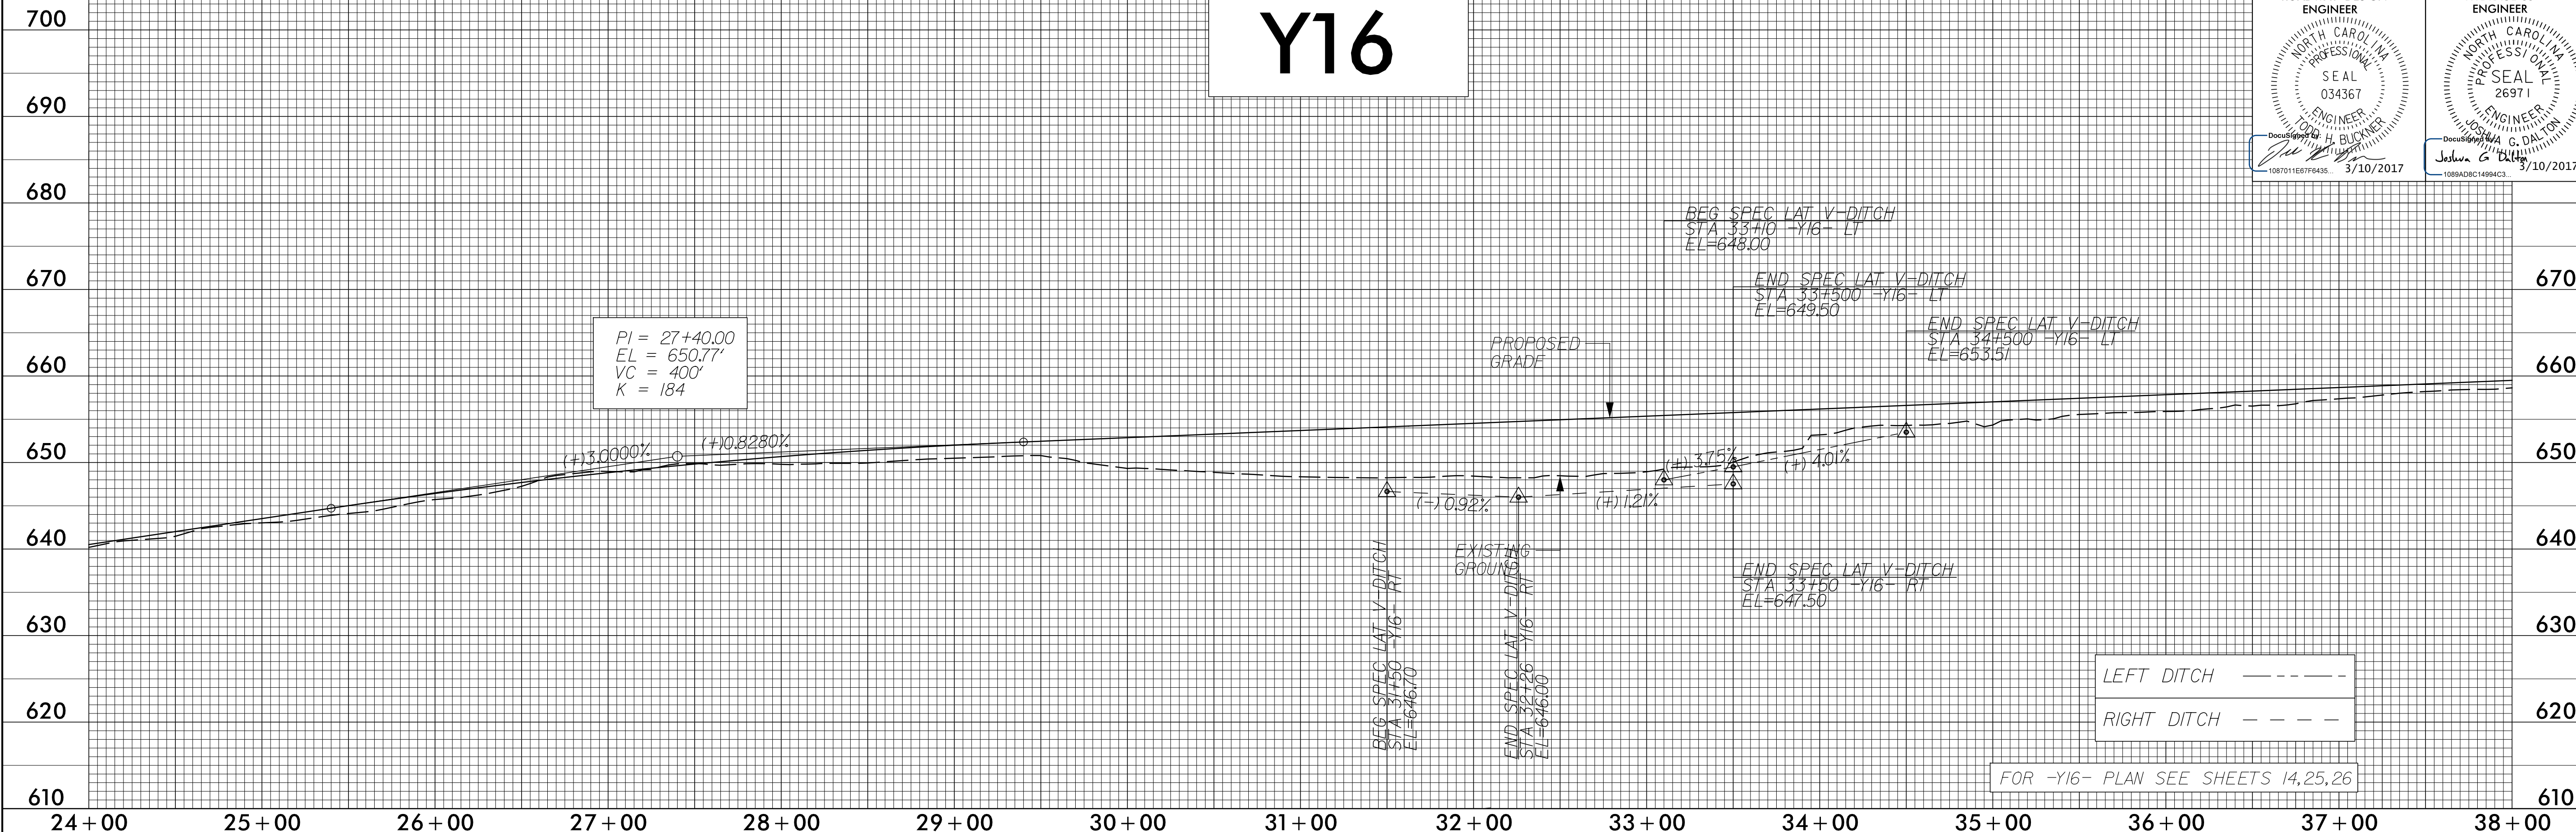 Y16
ENGINEER
NORTH CAROLINA
PROFESSIONAL
SEAL
034367
ENGINEER
TODD H. BUCKNER
DocuSigned by:
1087011E67F6435...
3/10/2017
ENGINEER
NORTH CAROLINA
PROFESSIONAL
SEAL
26971
ENGINEER
JOSHUA G. DALTON
DocuSigned by:
Joshua G Dalton
1089AD8C14994C3...
3/10/2017
700
690
680
670
660
650
640
630
620
610
670
660
650
640
630
620
610
BEG SPEC LAT V-DITCH
STA 33+10 -Y16- LT
EL=648.00
END SPEC LAT V-DITCH
STA 33+500 -Y16- LT
EL=649.50
END SPEC LAT V-DITCH
STA 34+500 -Y16- LT
EL=653.51
PI = 27+40.00
EL = 650.77'
VC = 400'
K = 184
PROPOSED
GRADE
(+)3.0000%
(+)0.8280%
(+) 3.75%
(+) 4.01%
(-) 0.92%
(+) 1.21%
EXISTING
GROUND
BEG SPEC LAT V-DITCH
STA 31+50 -Y16- RT
EL=646.70
END SPEC LAT V-DITCH
STA 32+26 -Y16- RT
EL=646.00
END SPEC LAT V-DITCH
STA 33+50 -Y16- RT
EL=647.50
LEFT DITCH
RIGHT DITCH
FOR -Y16- PLAN SEE SHEETS 14,25,26
24+00 25+00 26+00 27+00 28+00 29+00 30+00 31+00 32+00 33+00 34+00 35+00 36+00 37+00 38+00